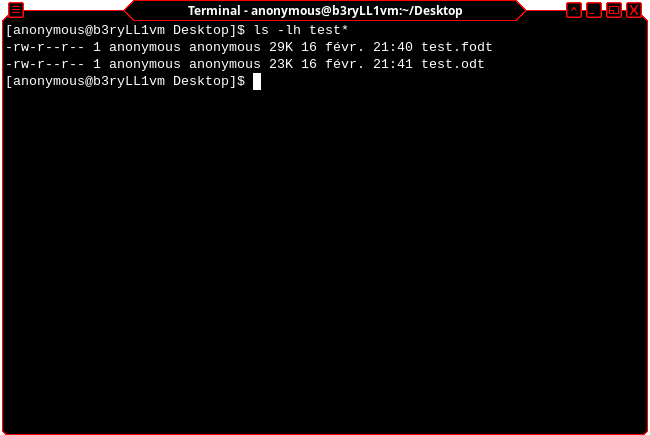 Terminal - anonymous@b3ryLL1vm:~/Desktop
[anonymous@b3ryLL1vm Desktop]$ ls -lh test*
-rw-r--r-- 1 anonymous anonymous 29K 16 févr. 21:40 test.fodt
-rw-r--r-- 1 anonymous anonymous 23K 16 févr. 21:41 test.odt
[anonymous@b3ryLL1vm Desktop]$